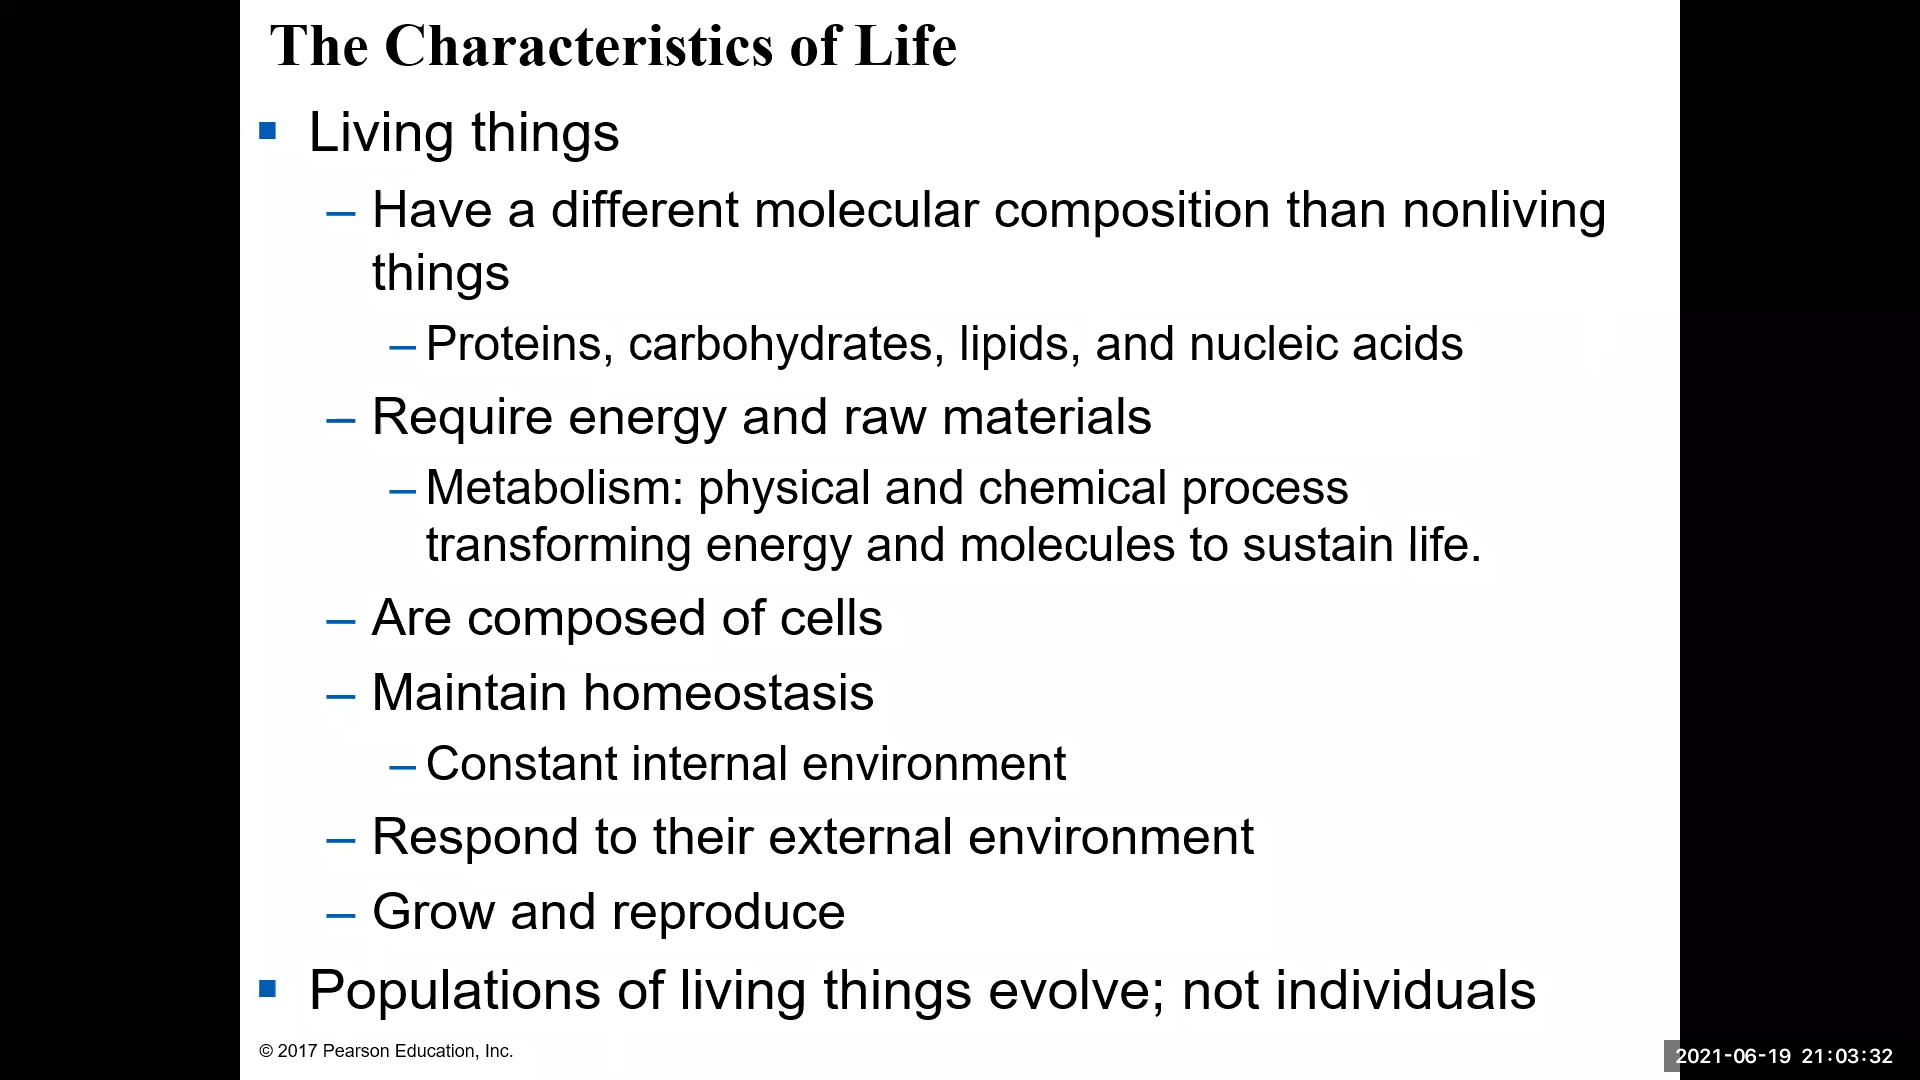 The Characteristics of Life
▪ Living things
– Have a different molecular composition than nonliving
things
– Proteins, carbohydrates, lipids, and nucleic acids
– Require energy and raw materials
– Metabolism: physical and chemical process
transforming energy and molecules to sustain life.
– Are composed of cells
– Maintain homeostasis
– Constant internal environment
– Respond to their external environment
– Grow and reproduce
▪ Populations of living things evolve; not individuals
© 2017 Pearson Education, Inc.
2021-06-19 21:03:32